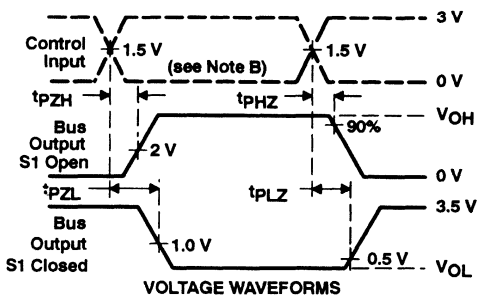 3 V
Control
Input
1.5 V
(see Note B)
1.5 V
0 V
tPZH
tPHZ
Bus
Output
S1 Open
2 V
90%
VOH
0 V
tPZL
tPLZ
3.5 V
Bus
Output
S1 Closed
1.0 V
0.5 V
VOL
VOLTAGE WAVEFORMS